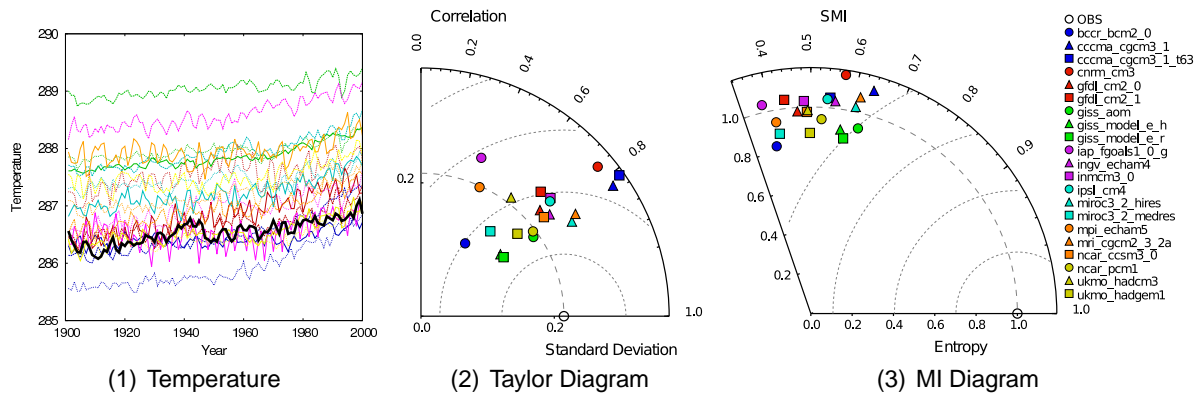 290
289
288
287
286
285
Temperature
1900
1920
1940
1960
1980
2000
Year
(1) Temperature
Correlation
0.0
0.2
0.4
0.6
0.8
1.0
0.2
0.0
0.2
Standard Deviation
(2) Taylor Diagram
SMI
0.4
0.5
0.6
0.7
0.8
0.9
1.0
1.0
0.8
0.6
0.4
0.2
0.0
0.2
0.4
0.6
0.8
1.0
Entropy
(3) MI Diagram
OBS
bccr_bcm2_0
cccma_cgcm3_1
cccma_cgcm3_1_t63
cnrm_cm3
gfdl_cm2_0
gfdl_cm2_1
giss_aom
giss_model_e_h
giss_model_e_r
iap_fgoals1_0_g
ingv_echam4
inmcm3_0
ipsl_cm4
miroc3_2_hires
miroc3_2_medres
mpi_echam5
mri_cgcm2_3_2a
ncar_ccsm3_0
ncar_pcm1
ukmo_hadcm3
ukmo_hadgem1